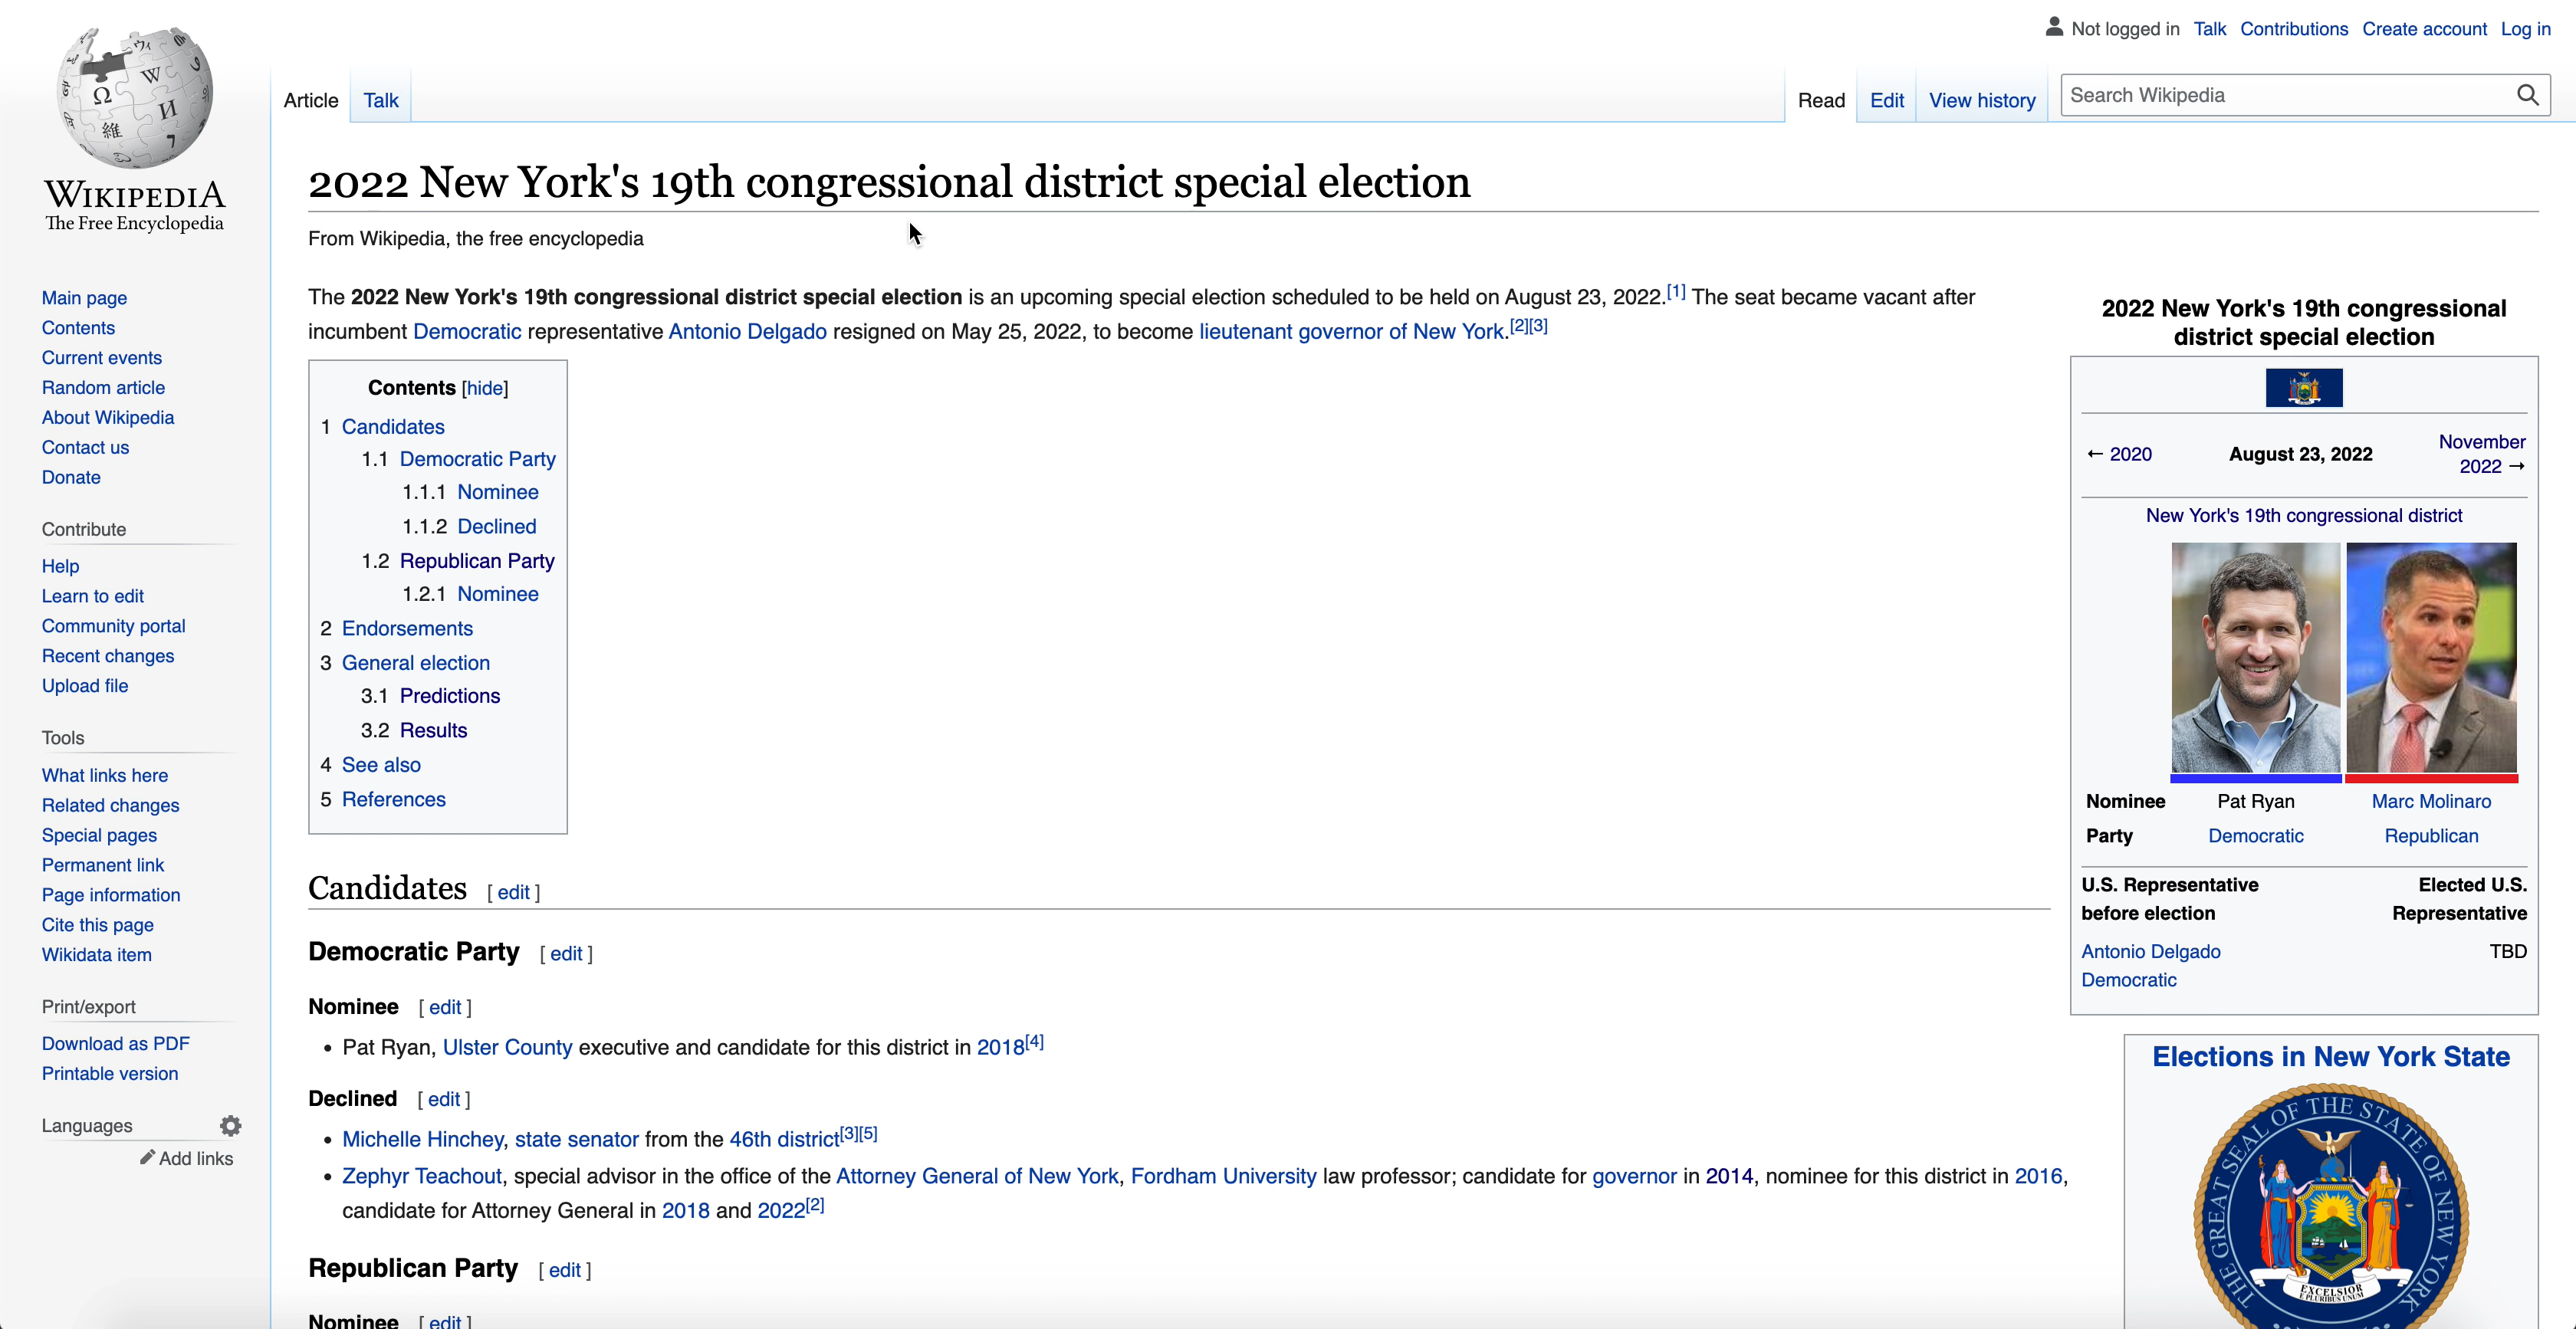 Not logged in Talk Contributions Create account Log in
Article Talk Read Edit View history Search Wikipedia
WIKIPEDIA
The Free Encyclopedia
Main page
Contents
Current events
Random article
About Wikipedia
Contact us
Donate
Contribute
Help
Learn to edit
Community portal
Recent changes
Upload file
Tools
What links here
Related changes
Special pages
Permanent link
Page information
Cite this page
Wikidata item
Print/export
Download as PDF
Printable version
Languages
Add links
2022 New York's 19th congressional district special election
From Wikipedia, the free encyclopedia
The 2022 New York's 19th congressional district special election is an upcoming special election scheduled to be held on August 23, 2022.[1] The seat became vacant after
incumbent Democratic representative Antonio Delgado resigned on May 25, 2022, to become lieutenant governor of New York.[2][3]
Contents [hide]
1 Candidates
1.1 Democratic Party
1.1.1 Nominee
1.1.2 Declined
1.2 Republican Party
1.2.1 Nominee
2 Endorsements
3 General election
3.1 Predictions
3.2 Results
4 See also
5 References
Candidates [ edit ]
Democratic Party [ edit ]
Nominee [ edit ]
• Pat Ryan, Ulster County executive and candidate for this district in 2018[4]
Declined [ edit ]
• Michelle Hinchey, state senator from the 46th district[3][5]
• Zephyr Teachout, special advisor in the office of the Attorney General of New York, Fordham University law professor; candidate for governor in 2014, nominee for this district in 2016,
candidate for Attorney General in 2018 and 2022[2]
Republican Party [ edit ]
Nominee [ edit ]
2022 New York's 19th congressional
district special election
← 2020 August 23, 2022 November
2022 →
New York's 19th congressional district
Nominee Pat Ryan Marc Molinaro
Party Democratic Republican
U.S. Representative Elected U.S.
before election Representative
Antonio Delgado TBD
Democratic
Elections in New York State
THE GREAT SEAL OF THE STATE OF NEW YORK
EXCELSIOR
E PLURIBUS UNUM